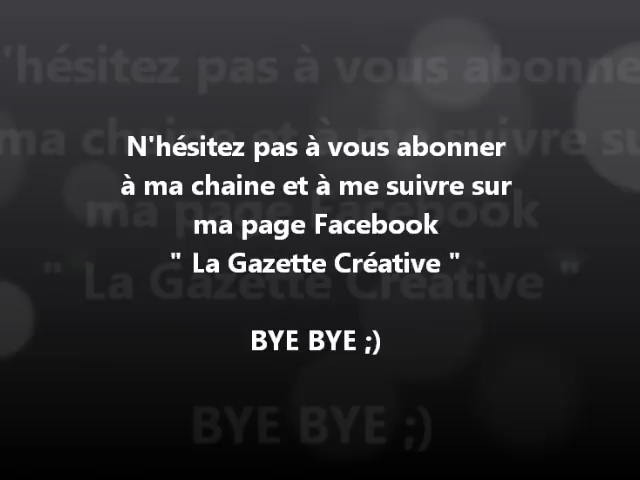 N'hésitez pas à vous abonner
à ma chaine et à me suivre sur
ma page Facebook
" La Gazette Créative "
BYE BYE ;)